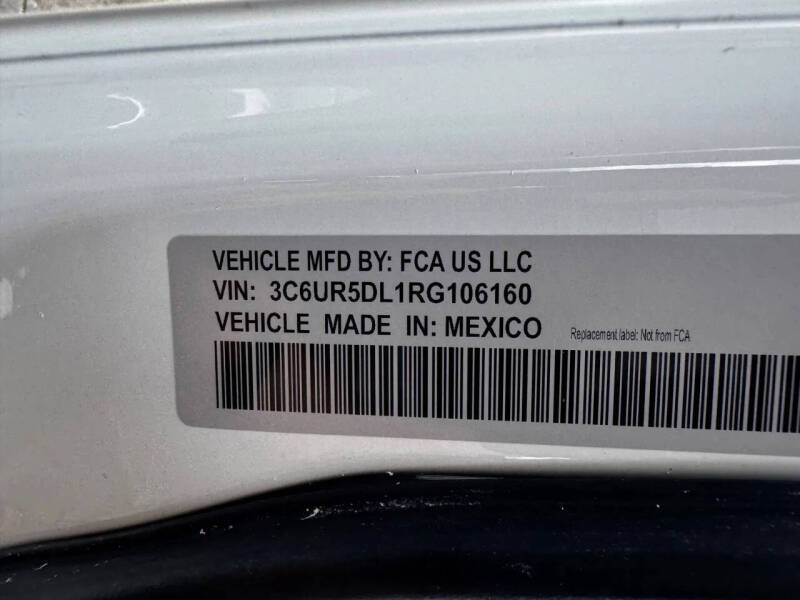 VEHICLE MFD BY: FCA US LLC
VIN: 3C6UR5DL1RG106160
VEHICLE MADE IN: MEXICO
Replacement label: Not from FCA